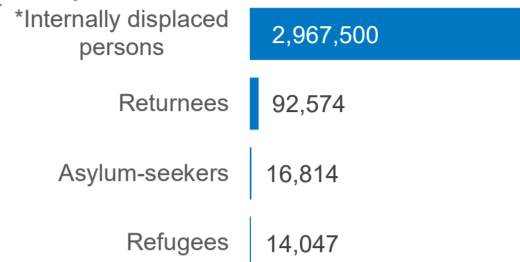 *Internally displaced
persons
2,967,500
Returnees
92,574
Asylum-seekers
16,814
Refugees
14,047